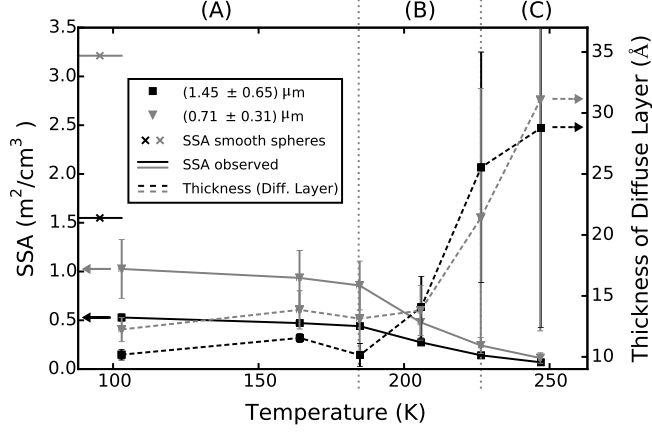 (A) (B) (C)
3.5
3.0
2.5
2.0
1.5
1.0
0.5
0.0
SSA (m²/cm³ )
(1.45 ± 0.65) µm
(0.71 ± 0.31) µm
SSA smooth spheres
SSA observed
Thickness (Diff. Layer)
35
30
25
20
15
10
Thickness of Diffuse Layer (Å)
100 150 200 250
Temperature (K)